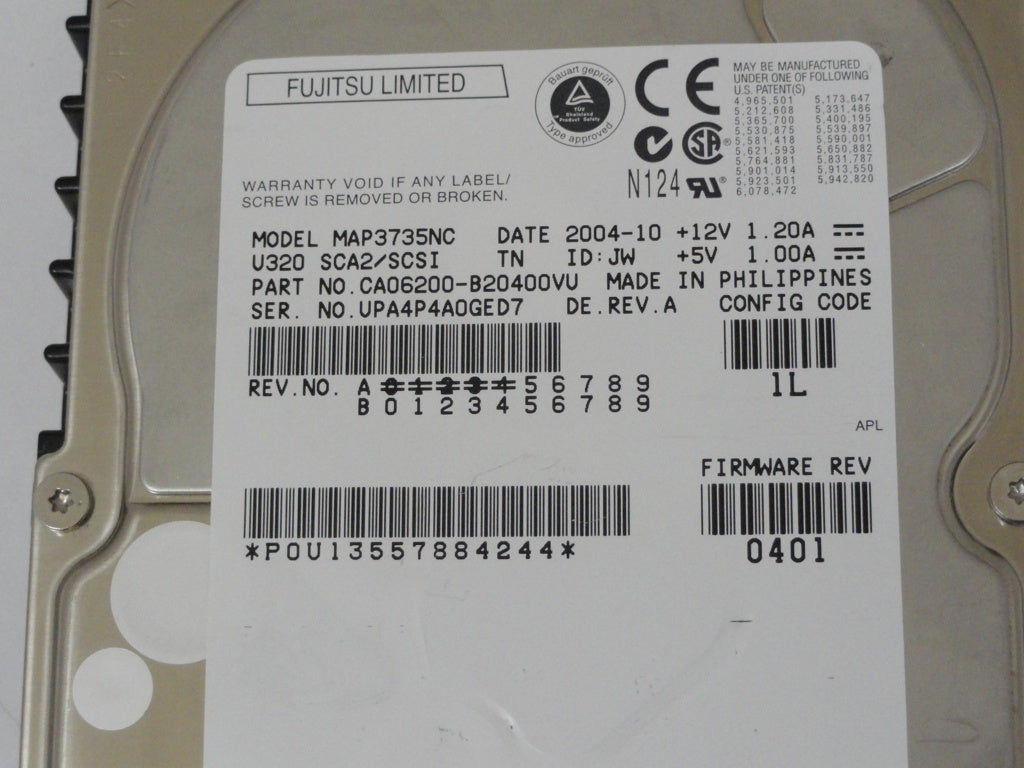 FUJITSU LIMITED
Bauart geprüft
TÜV
Rheinland
Product Safety
Type approved
CE
SA®
N124 ®
MAY BE MANUFACTURED
UNDER ONE OF FOLLOWING
U.S. PATENT(S)
4,965,501 5,173,647
5,212,608 5,331,486
5,365,700 5,400,195
5,530,875 5,539,897
5,581,418 5,590,001
5,621,593 5,650,882
5,764,881 5,831,787
5,901,014 5,913,550
5,923,501 5,942,820
6,078,472
WARRANTY VOID IF ANY LABEL/
SCREW IS REMOVED OR BROKEN.
MODEL MAP3735NC DATE 2004-10 +12V 1.20A
U320 SCA2/SCSI TN ID:JW +5V 1.00A
PART NO.CA06200-B20400VU MADE IN PHILIPPINES
SER. NO.UPA4P4A0GED7 DE.REV.A CONFIG CODE
1L
REV.NO. A 0 1 2 3 4 5 6 7 8 9
B 0 1 2 3 4 5 6 7 8 9
APL
FIRMWARE REV
0401
*P0U13557884244*